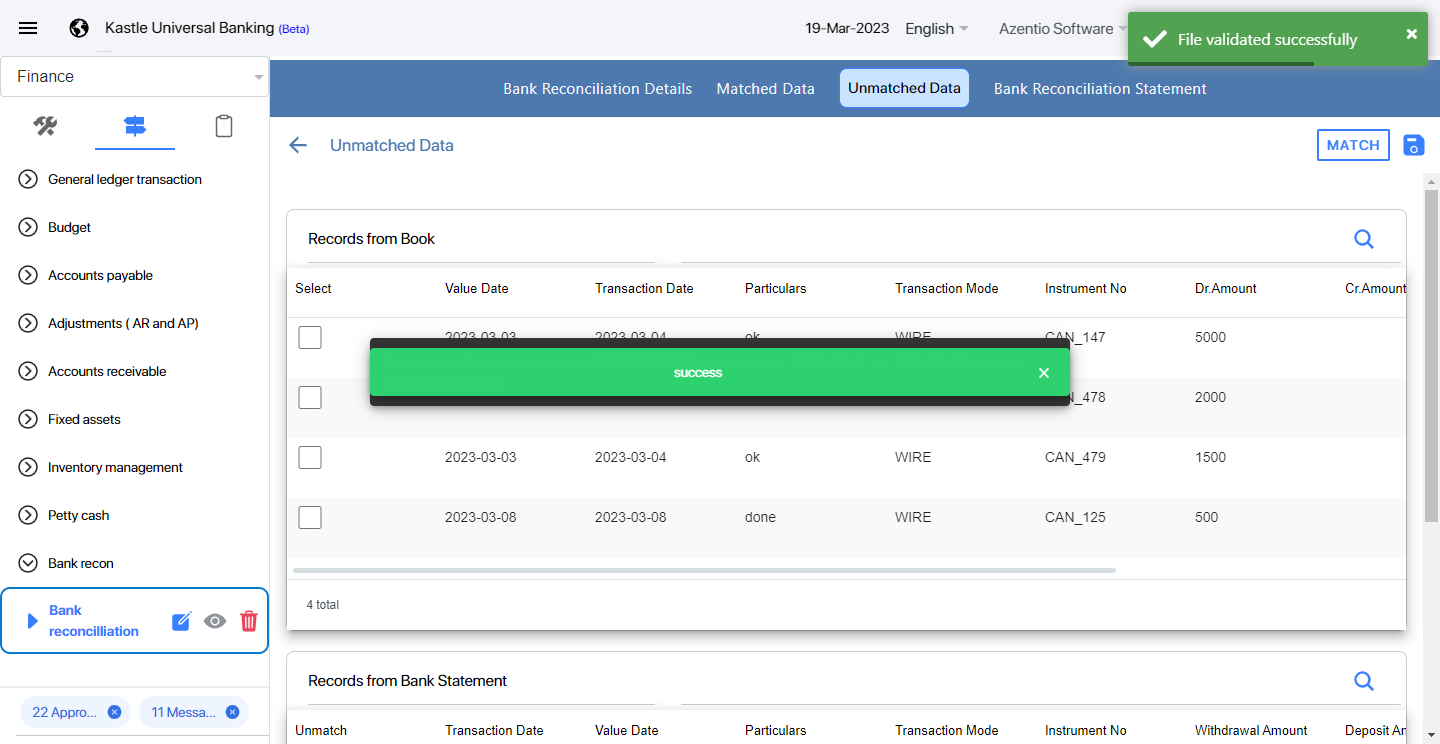 Kastle Universal Banking (Beta)
19-Mar-2023 English Azentio Software
File validated successfully
Finance
Bank Reconciliation Details Matched Data Unmatched Data Bank Reconciliation Statement
Unmatched Data
MATCH
General ledger transaction
Budget
Accounts payable
Adjustments ( AR and AP)
Accounts receivable
Fixed assets
Inventory management
Petty cash
Bank recon
Bank
reconcilliation
22 Appro... 11 Messa...
Records from Book
Select Value Date Transaction Date Particulars Transaction Mode Instrument No Dr.Amount Cr.Amount
2023-03-03 2023-03-04 ok WIRE CAN_147 5000
success
478 2000
2023-03-03 2023-03-04 ok WIRE CAN_479 1500
2023-03-08 2023-03-08 done WIRE CAN_125 500
4 total
Records from Bank Statement
Unmatch Transaction Date Value Date Particulars Transaction Mode Instrument No Withdrawal Amount Deposit